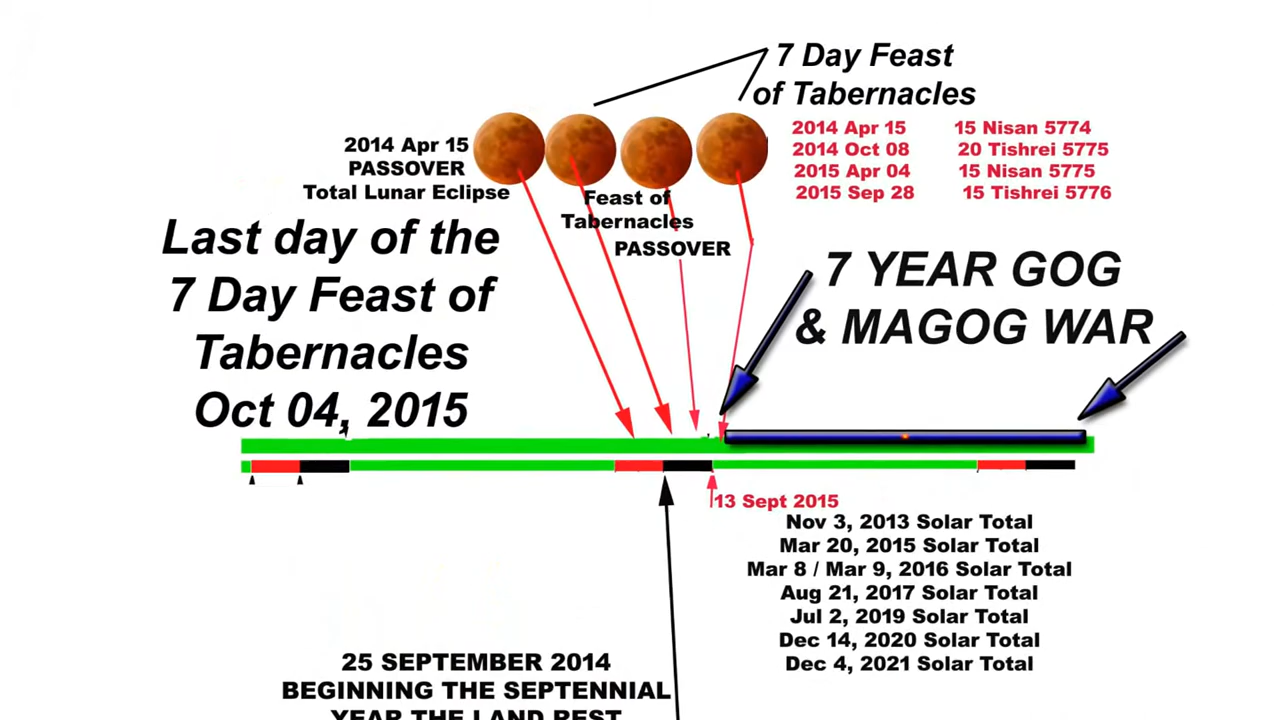 7 Day Feast
of Tabernacles
2014 Apr 15
PASSOVER
Total Lunar Eclipse
2014 Apr 15 15 Nisan 5774
2014 Oct 08 20 Tishrei 5775
2015 Apr 04 15 Nisan 5775
2015 Sep 28 15 Tishrei 5776
Feast of
Tabernacles
PASSOVER
Last day of the
7 Day Feast of
Tabernacles
Oct 04, 2015
7 YEAR GOG
& MAGOG WAR
13 Sept 2015
Nov 3, 2013 Solar Total
Mar 20, 2015 Solar Total
Mar 8 / Mar 9, 2016 Solar Total
Aug 21, 2017 Solar Total
Jul 2, 2019 Solar Total
Dec 14, 2020 Solar Total
Dec 4, 2021 Solar Total
25 SEPTEMBER 2014
BEGINNING THE SEPTENNIAL
YEAR THE LAND REST